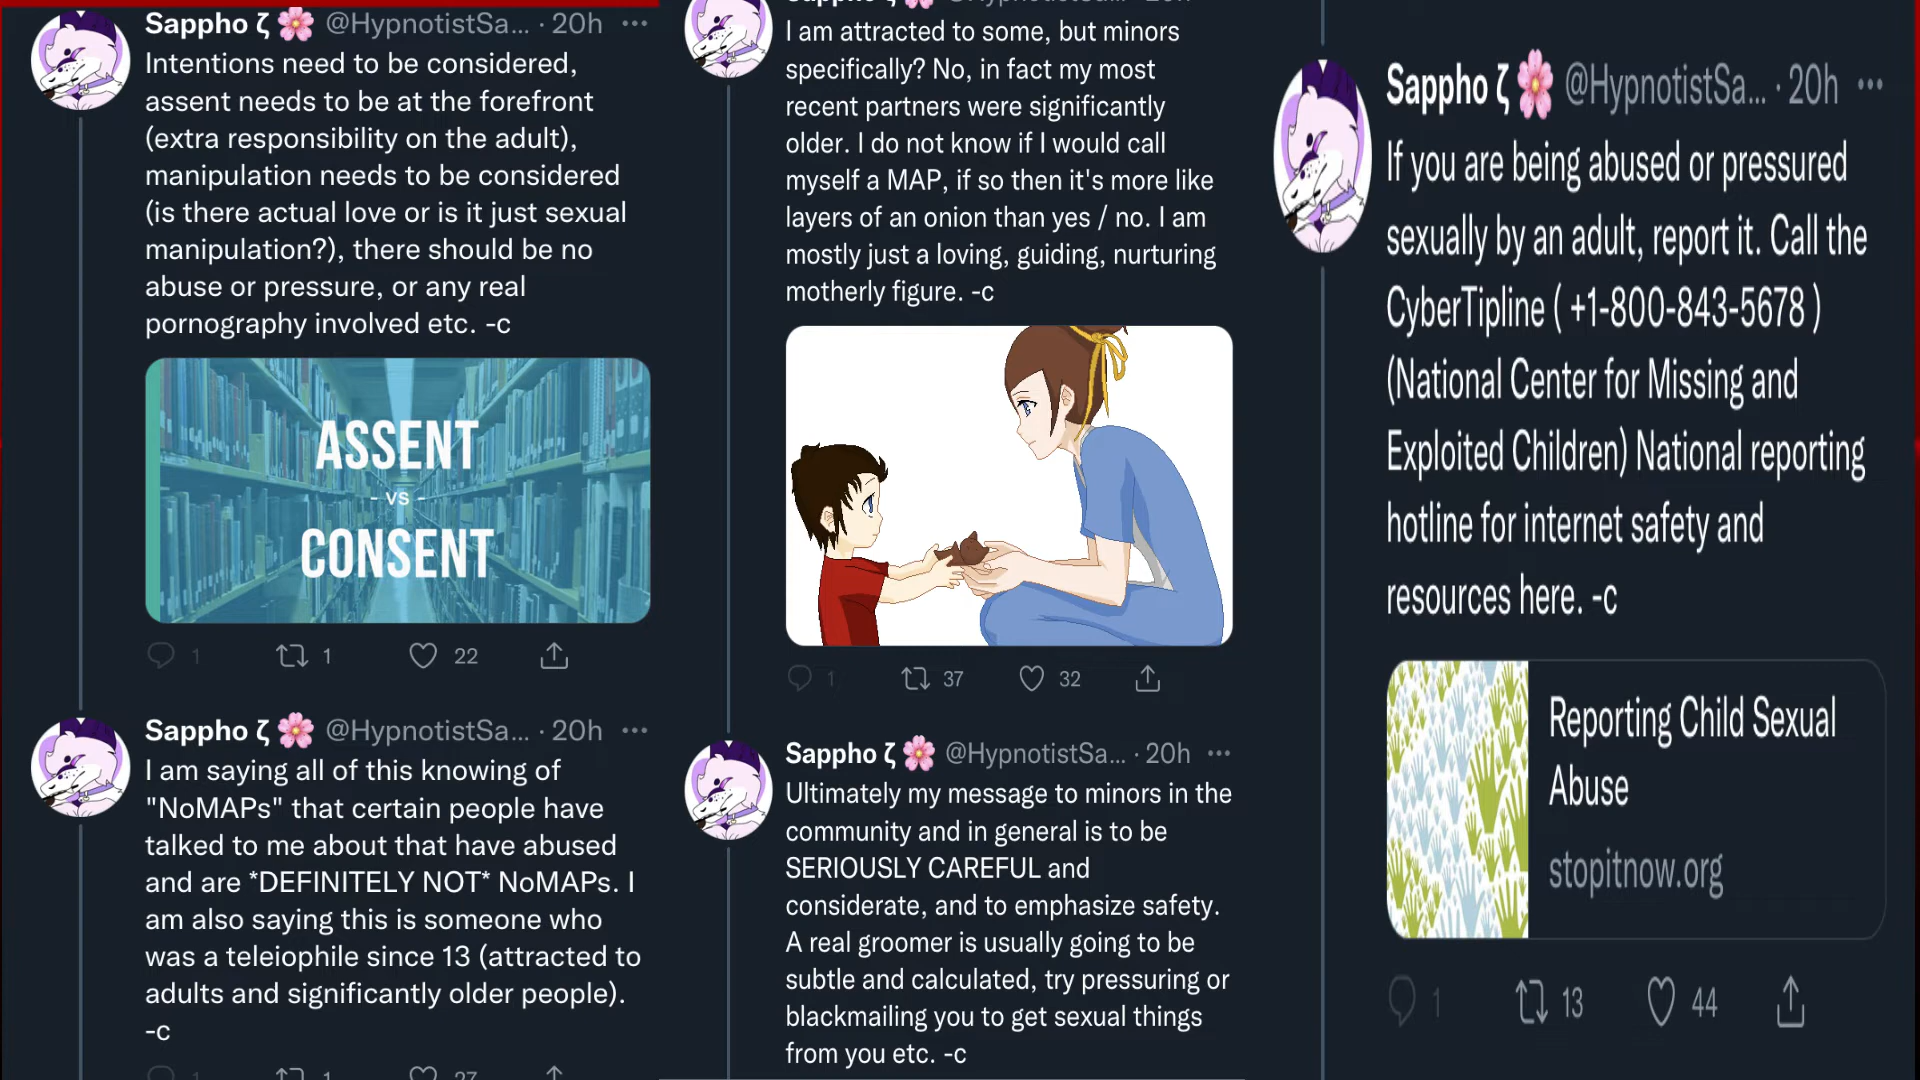 Sappho ζ 🌸 @HypnotistSa... · 20h
Intentions need to be considered,
assent needs to be at the forefront
(extra responsibility on the adult),
manipulation needs to be considered
(is there actual love or is it just sexual
manipulation?), there should be no
abuse or pressure, or any real
pornography involved etc. -c
ASSENT
- VS -
CONSENT
1 1 22
Sappho ζ 🌸 @HypnotistSa... · 20h
I am saying all of this knowing of
"NoMAPs" that certain people have
talked to me about that have abused
and are *DEFINITELY NOT* NoMAPs. I
am also saying this is someone who
was a teleiophile since 13 (attracted to
adults and significantly older people).
-c
1 1 27
I am attracted to some, but minors
specifically? No, in fact my most
recent partners were significantly
older. I do not know if I would call
myself a MAP, if so then it's more like
layers of an onion than yes / no. I am
mostly just a loving, guiding, nurturing
motherly figure. -c
1 37 32
Sappho ζ 🌸 @HypnotistSa... · 20h
Ultimately my message to minors in the
community and in general is to be
SERIOUSLY CAREFUL and
considerate, and to emphasize safety.
A real groomer is usually going to be
subtle and calculated, try pressuring or
blackmailing you to get sexual things
from you etc. -c
Sappho ζ 🌸 @HypnotistSa... · 20h
If you are being abused or pressured
sexually by an adult, report it. Call the
CyberTipline ( +1-800-843-5678 )
(National Center for Missing and
Exploited Children) National reporting
hotline for internet safety and
resources here. -c
Reporting Child Sexual
Abuse
stopitnow.org
1 13 44